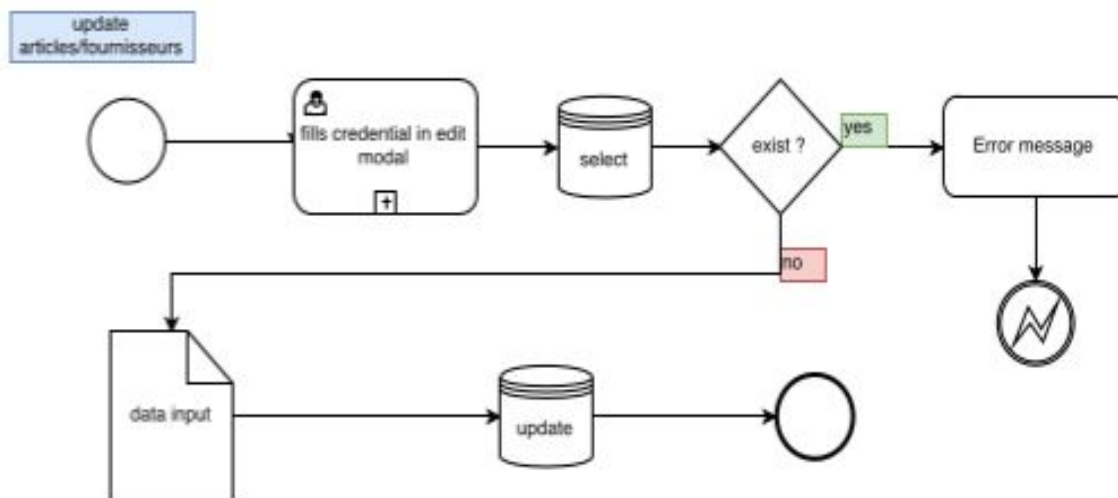 update
articles/fournisseurs
fills credential in edit
modal
select
exist ?
yes
Error message
no
data input
update